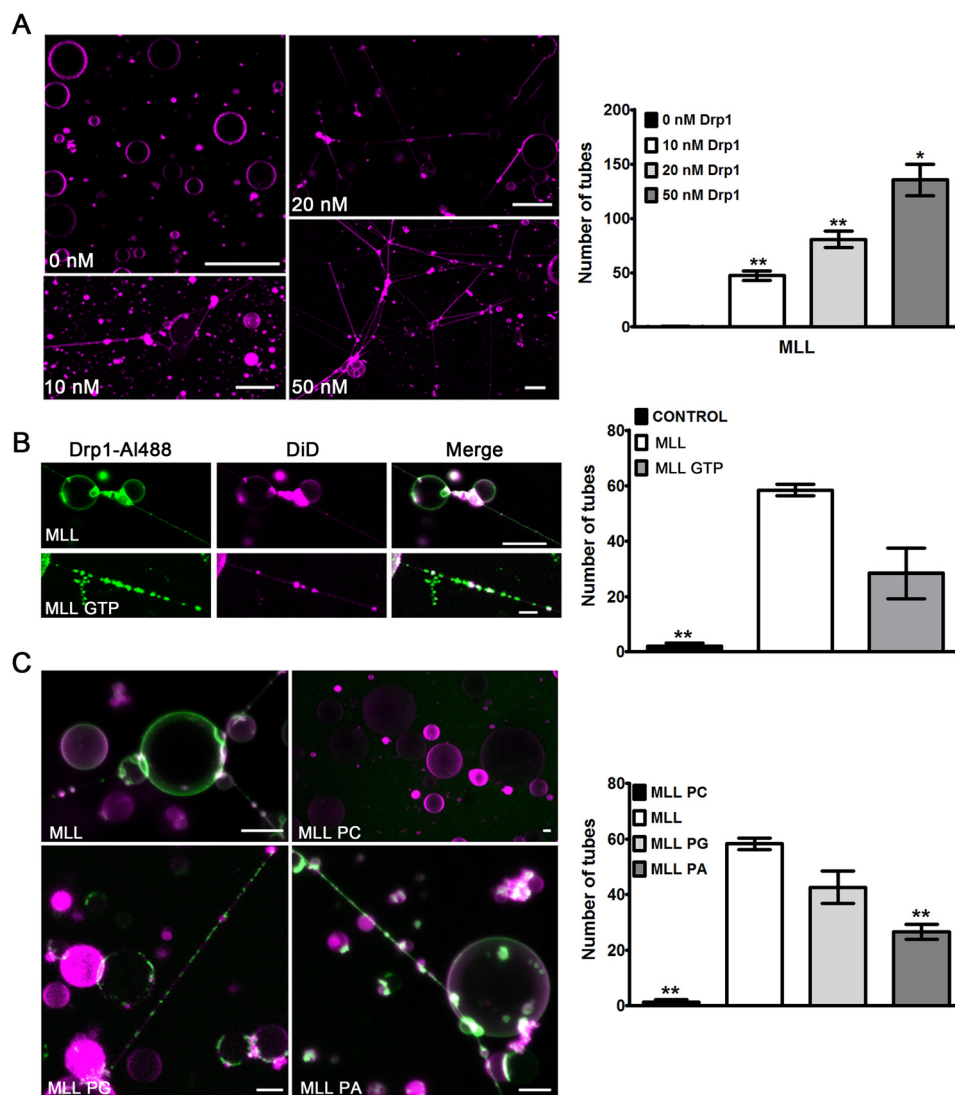 A
0 nM
20 nM
10 nM
50 nM
Number of tubes
200
150
100
50
0
0 nM Drp1
10 nM Drp1
20 nM Drp1
50 nM Drp1
**
**
*
MLL
B
Drp1-Al488
DiD
Merge
MLL
MLL GTP
Number of tubes
80
60
40
20
0
CONTROL
MLL
MLL GTP
**
C
MLL
MLL PC
MLL PG
MLL PA
Number of tubes
80
60
40
20
0
MLL PC
MLL
MLL PG
MLL PA
**
**